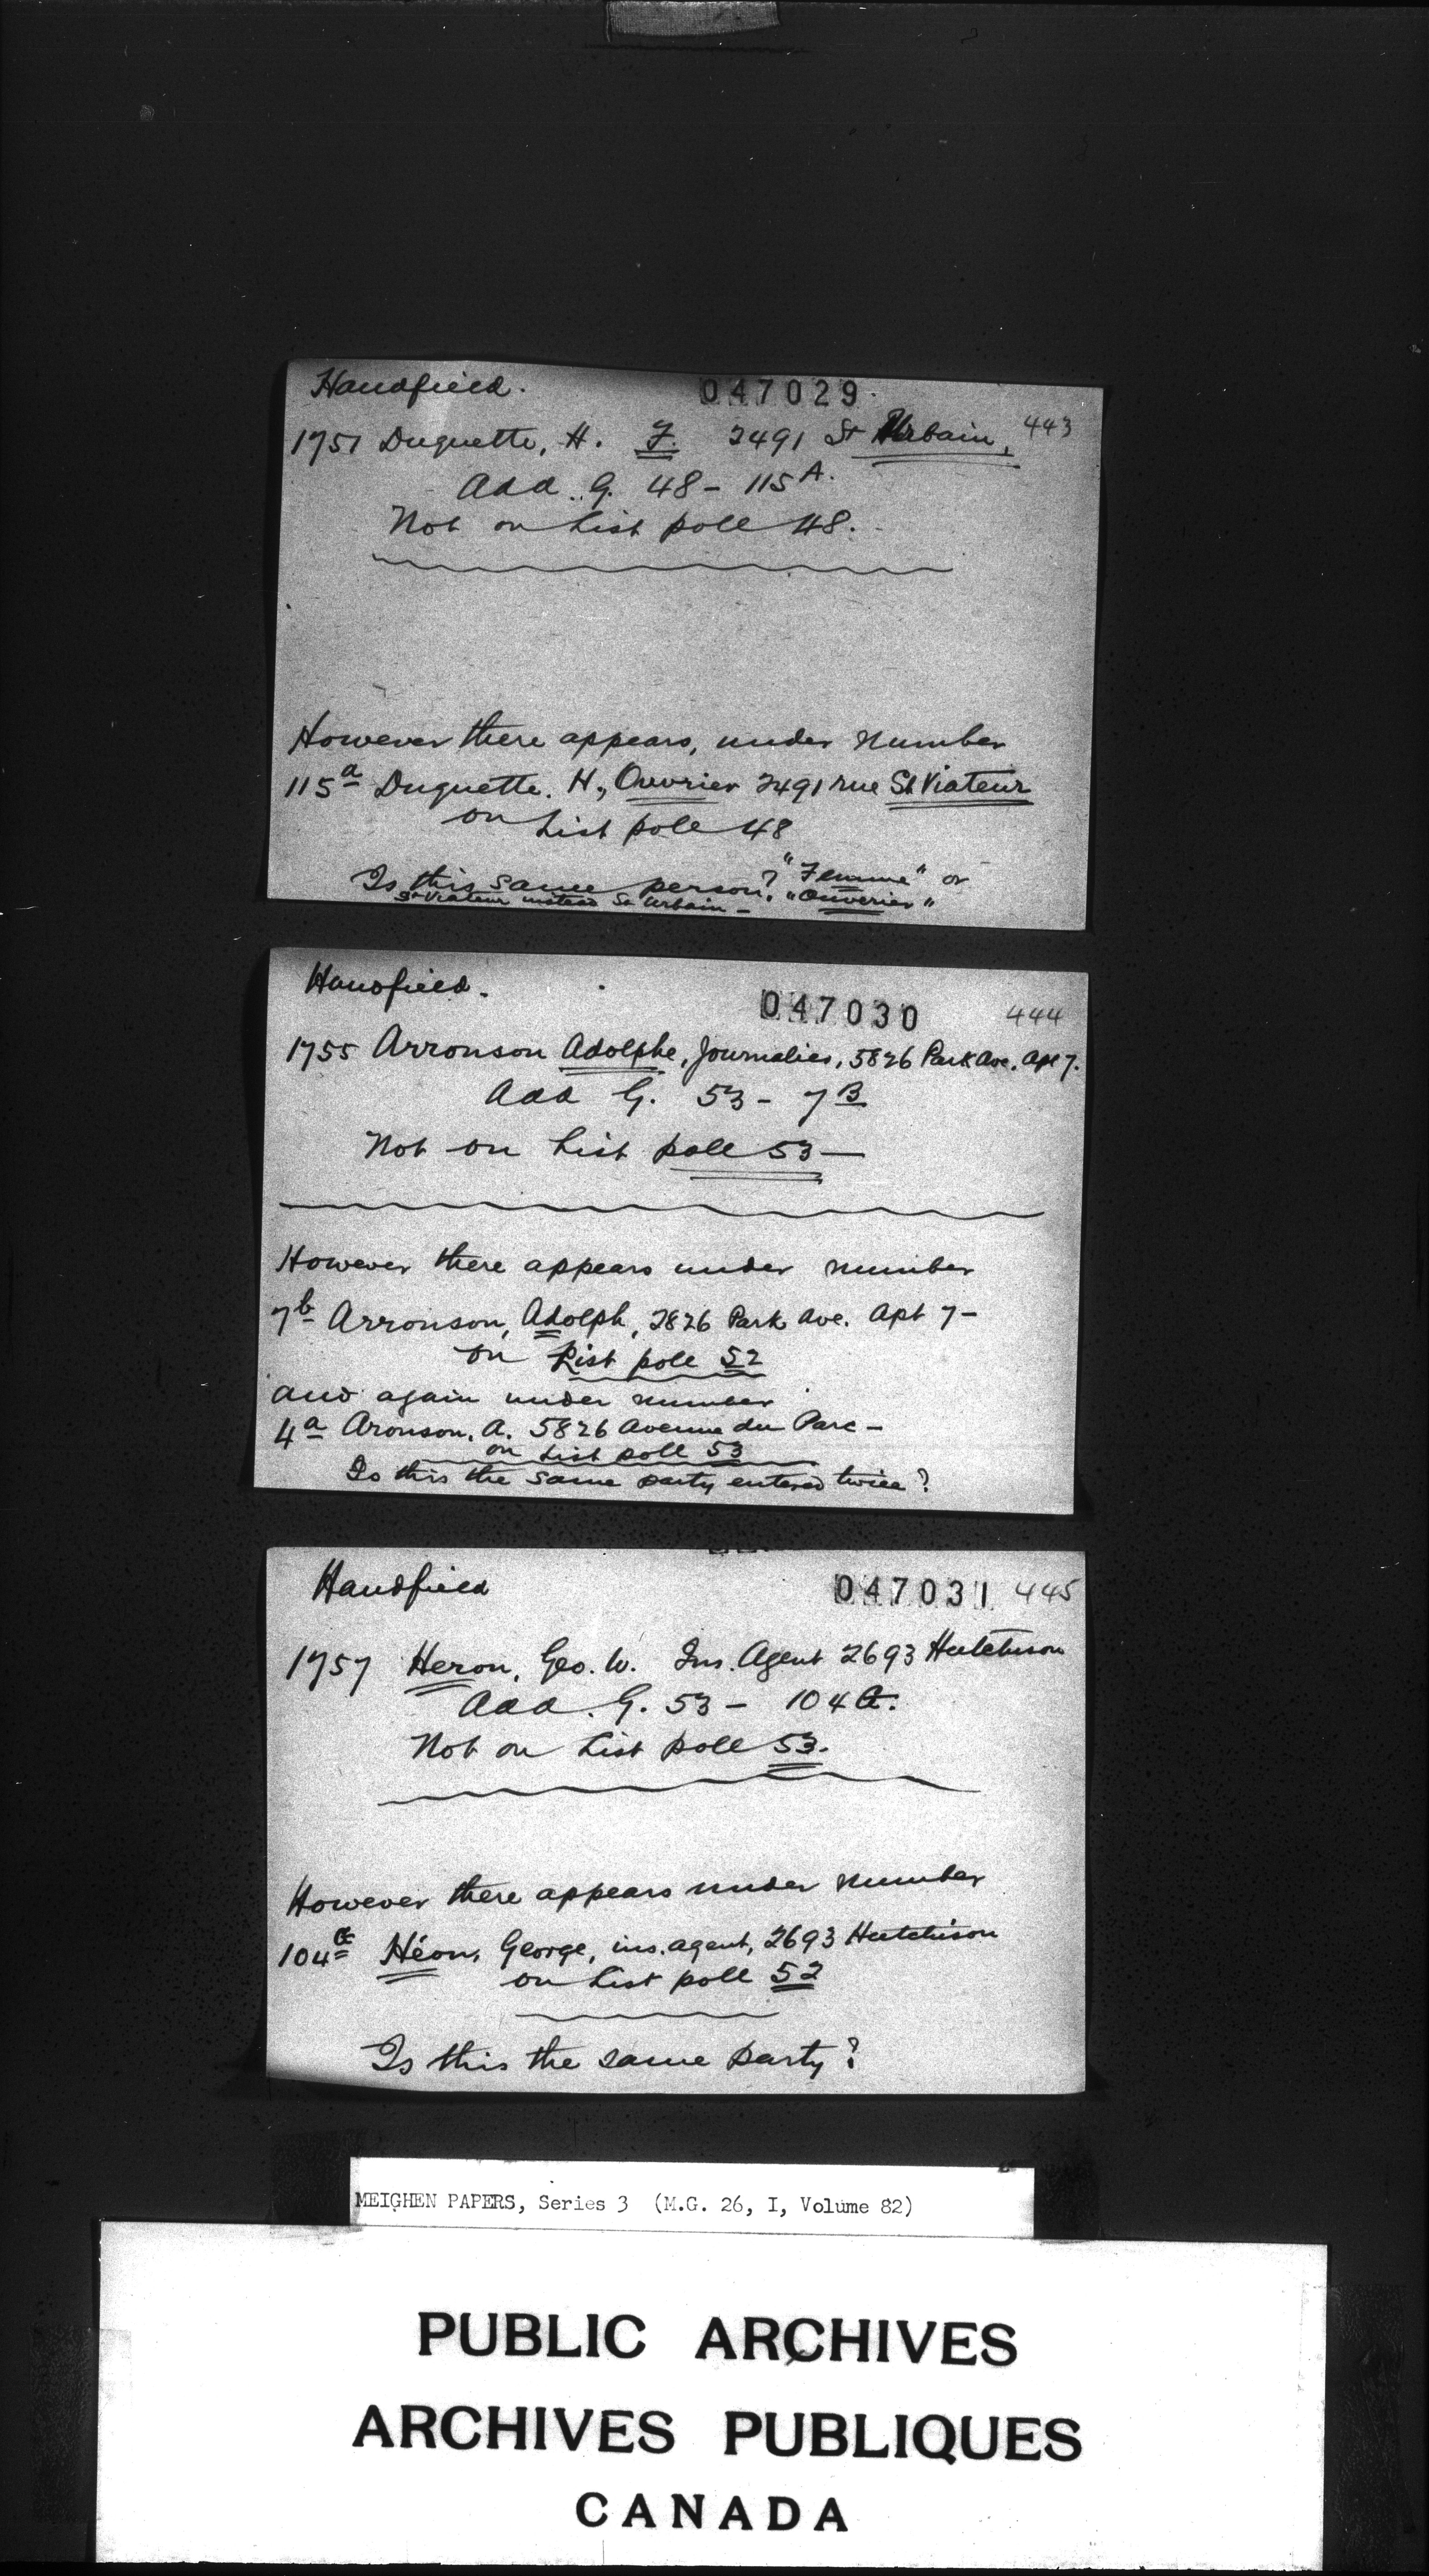 Handfield. 047029
1751 Duquette, H. F. 2491 St Urbain, 443
Add. G. 48 - 115A.
Not on List poll 48.
However there appears, under number
115a Duquette. H., Ouvrier 2491 rue St. Viateur
on List pole 48
Is this same person? "Femme" or
St Viateur instead St Urbain - "Ouverier"
Handfield. 047030 444
1755 Arronson Adolphe, Journalier, 5826 Park Ave. Apt 7.
Add G. 53 - 7B
Not on List poll 53 —
However there appears under number
7b Arronson, Adolph, 2826 Park Ave. Apt 7 -
on List pole 52
and again under number
4a Aronson. A. 5826 Avenue du Parc -
on List poll 53
Is this the same party entered twice?
Handfield 047031 445
1757 Heron, Geo. W. Ins. Agent 2693 Hutchison
Add. G. 53 - 104 a.
Not on List poll 53.
However there appears under number
104a Héon, George, ins. agent, 2693 Hutchison
on List poll 52
Is this the same party?
MEIGHEN PAPERS, Series 3 (M.G. 26, I, Volume 82)
PUBLIC ARCHIVES
ARCHIVES PUBLIQUES
CANADA